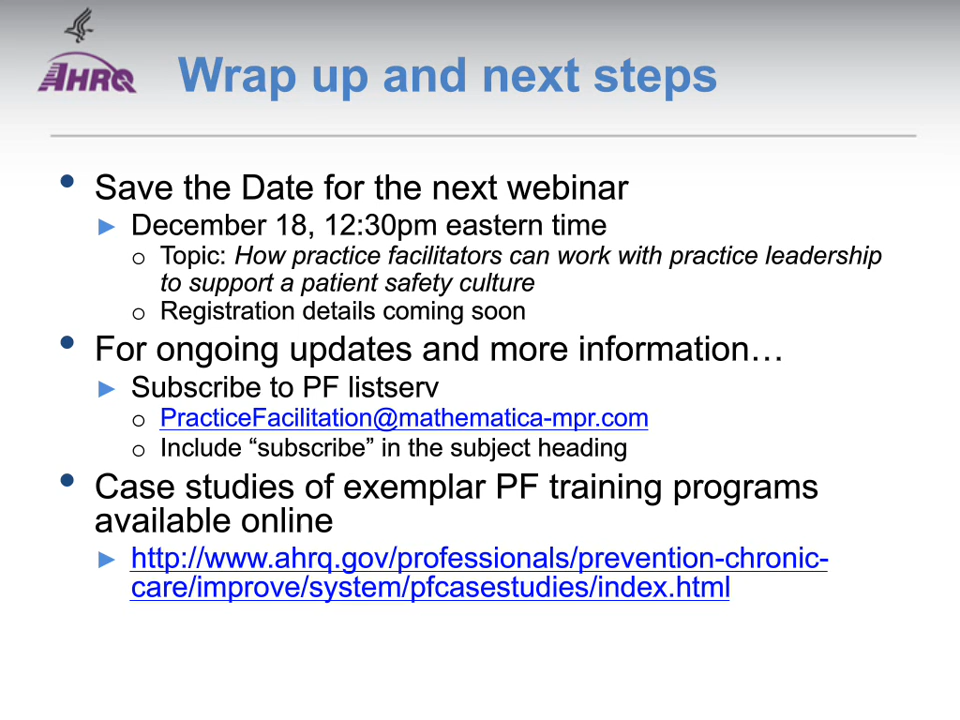 AHRQ
Wrap up and next steps
• Save the Date for the next webinar
► December 18, 12:30pm eastern time
o Topic: How practice facilitators can work with practice leadership
to support a patient safety culture
o Registration details coming soon
• For ongoing updates and more information…
► Subscribe to PF listserv
o PracticeFacilitation@mathematica-mpr.com
o Include “subscribe” in the subject heading
• Case studies of exemplar PF training programs
available online
► http://www.ahrq.gov/professionals/prevention-chronic-
care/improve/system/pfcasestudies/index.html